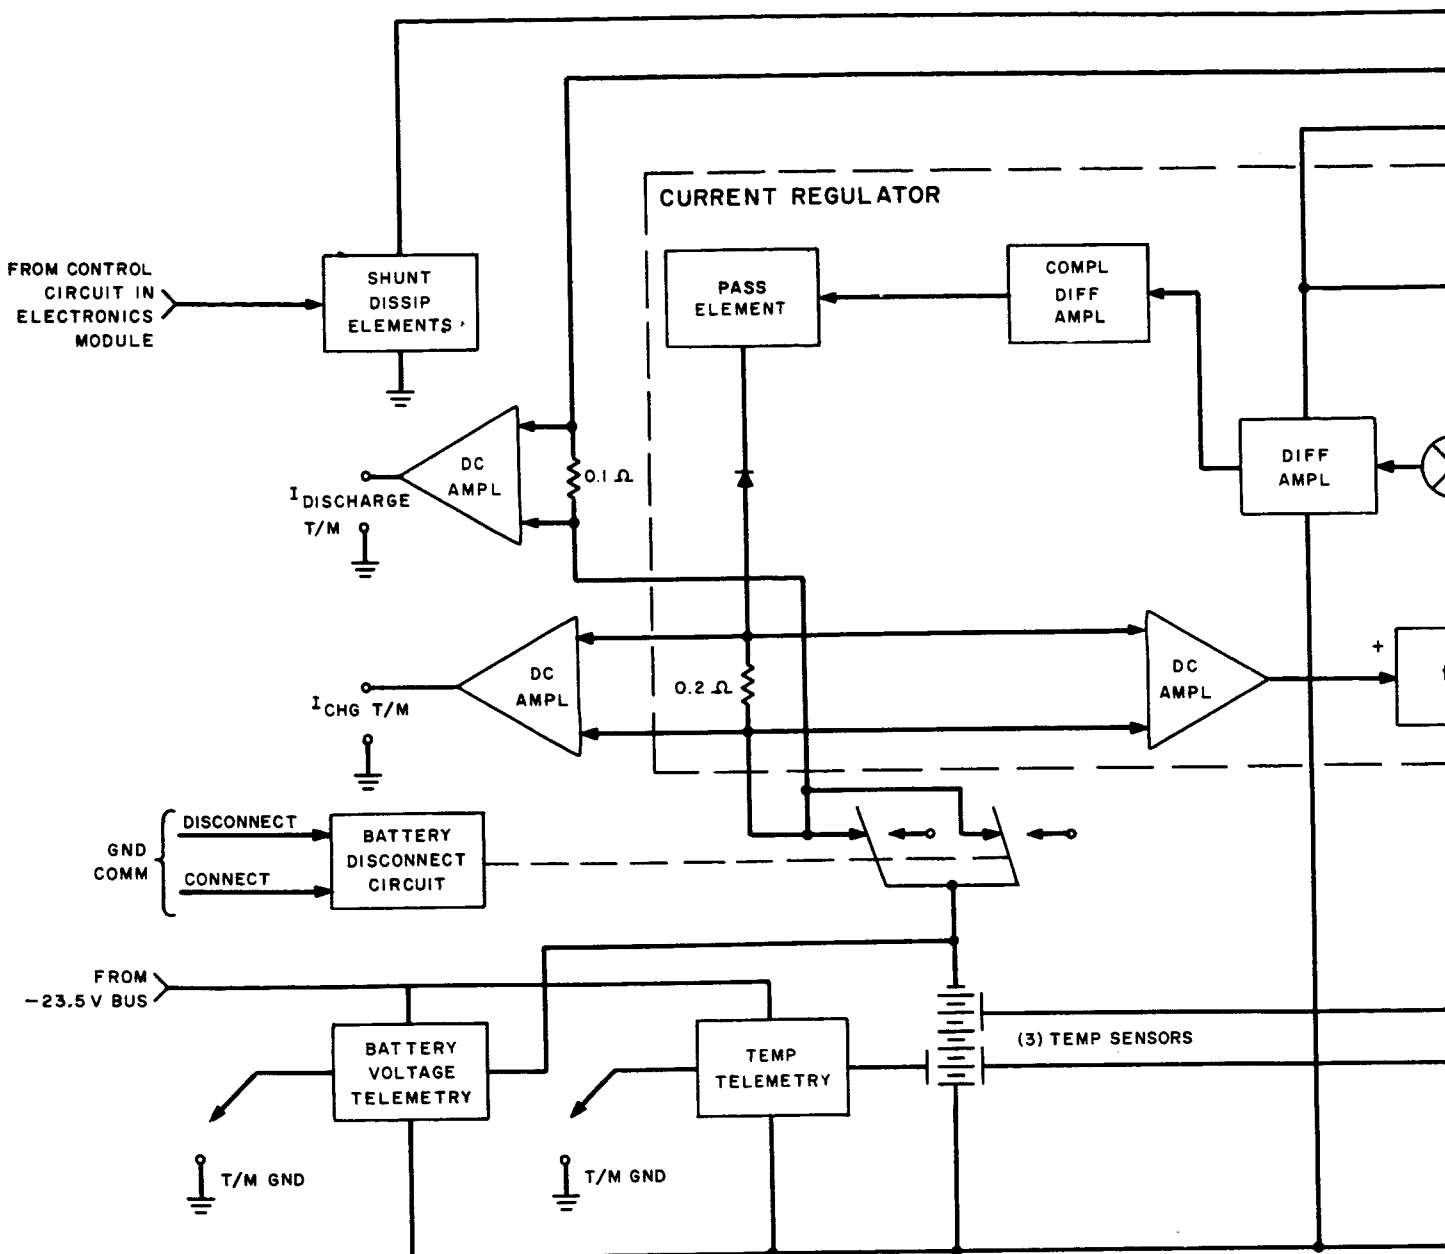 CURRENT REGULATOR
FROM CONTROL
CIRCUIT IN
ELECTRONICS
MODULE
SHUNT
DISSIP
ELEMENTS
PASS
ELEMENT
COMPL
DIFF
AMPL
DC
AMPL
0.1 Ω
I DISCHARGE
T/M
DIFF
AMPL
DC
AMPL
0.2 Ω
I CHG T/M
DC
AMPL
+
GND
COMM
DISCONNECT
CONNECT
BATTERY
DISCONNECT
CIRCUIT
FROM
-23.5 V BUS
BATTERY
VOLTAGE
TELEMETRY
TEMP
TELEMETRY
(3) TEMP SENSORS
T/M GND
T/M GND